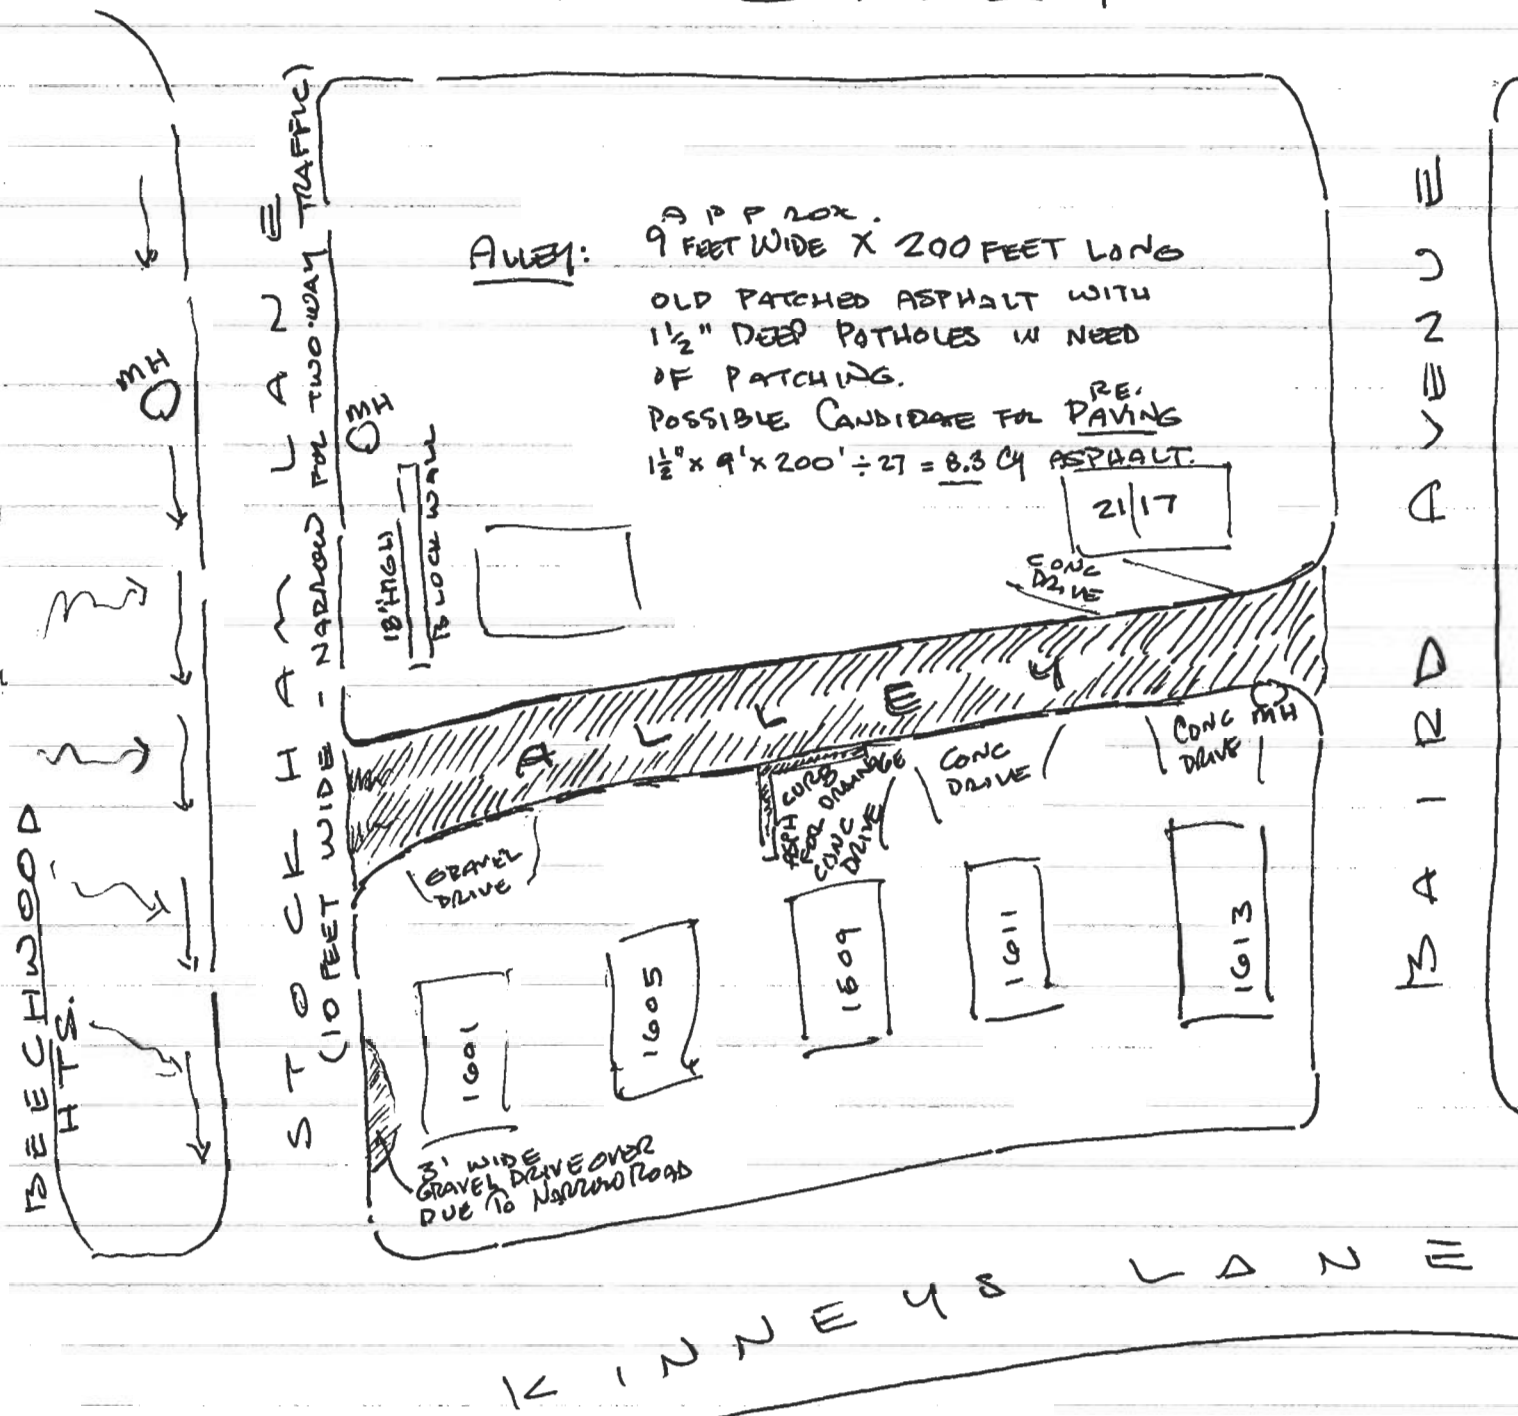 APPROX.
ALLEY: 9 FEET WIDE X 200 FEET LONG
OLD PATCHED ASPHALT WITH
1½" DEEP POTHOLES IN NEED
OF PATCHING.
RE.
POSSIBLE CANDIDATE FOR PAVING
1½" x 9' x 200' ÷ 27 = 8.3 CY ASPHALT.
21/17
CONC
DRIVE
MH
MH
STOCKHAM LANE
(10 FEET WIDE - NARROW FOR TWO-WAY TRAFFIC)
18" HIGH
BLOCK WALL
ALLEY
GRAVEL
DRIVE
ASPH CURB
FOR DRAINAGE
CONC
DRIVE
CONC
DRIVE
CONC
DRIVE
MH
1601
1605
1609
1611
1613
3' WIDE
GRAVEL DRIVEOVER
DUE TO NARROW ROAD
BEECHWOOD
HTS.
BAIRD AVENUE
KINNEYS LANE